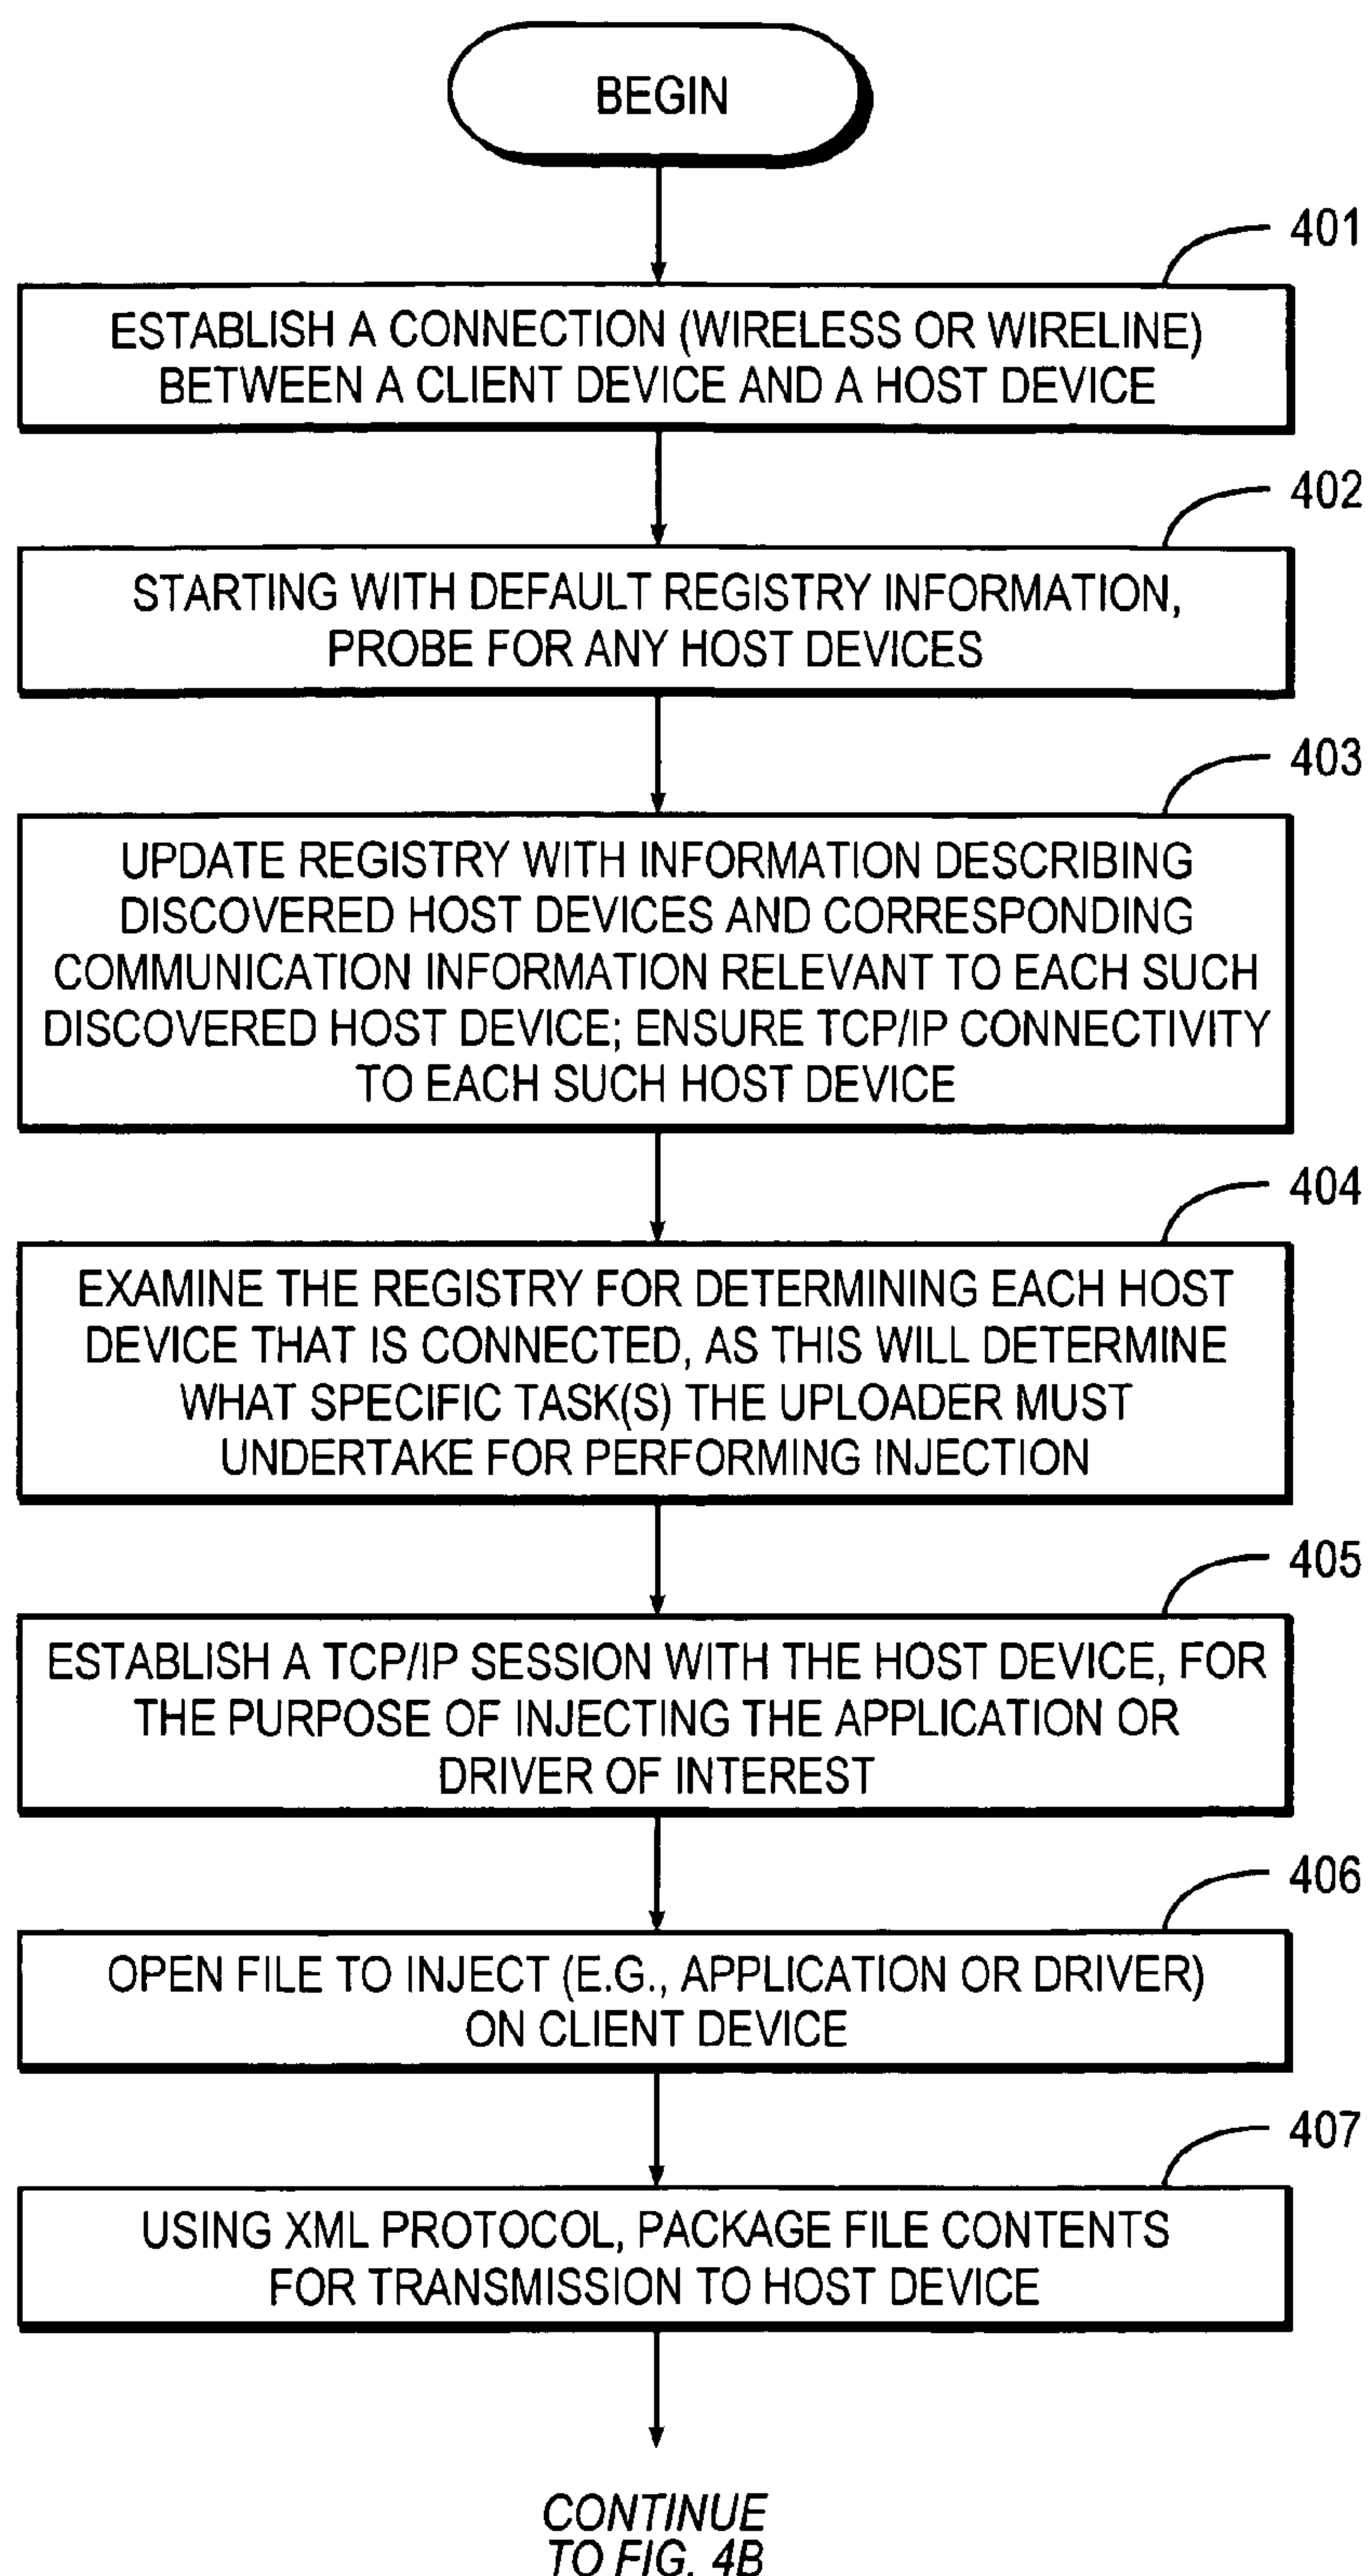 BEGIN
401
ESTABLISH A CONNECTION (WIRELESS OR WIRELINE)
BETWEEN A CLIENT DEVICE AND A HOST DEVICE
402
STARTING WITH DEFAULT REGISTRY INFORMATION,
PROBE FOR ANY HOST DEVICES
403
UPDATE REGISTRY WITH INFORMATION DESCRIBING
DISCOVERED HOST DEVICES AND CORRESPONDING
COMMUNICATION INFORMATION RELEVANT TO EACH SUCH
DISCOVERED HOST DEVICE; ENSURE TCP/IP CONNECTIVITY
TO EACH SUCH HOST DEVICE
404
EXAMINE THE REGISTRY FOR DETERMINING EACH HOST
DEVICE THAT IS CONNECTED, AS THIS WILL DETERMINE
WHAT SPECIFIC TASK(S) THE UPLOADER MUST
UNDERTAKE FOR PERFORMING INJECTION
405
ESTABLISH A TCP/IP SESSION WITH THE HOST DEVICE, FOR
THE PURPOSE OF INJECTING THE APPLICATION OR
DRIVER OF INTEREST
406
OPEN FILE TO INJECT (E.G., APPLICATION OR DRIVER)
ON CLIENT DEVICE
407
USING XML PROTOCOL, PACKAGE FILE CONTENTS
FOR TRANSMISSION TO HOST DEVICE
CONTINUE
TO FIG. 4B